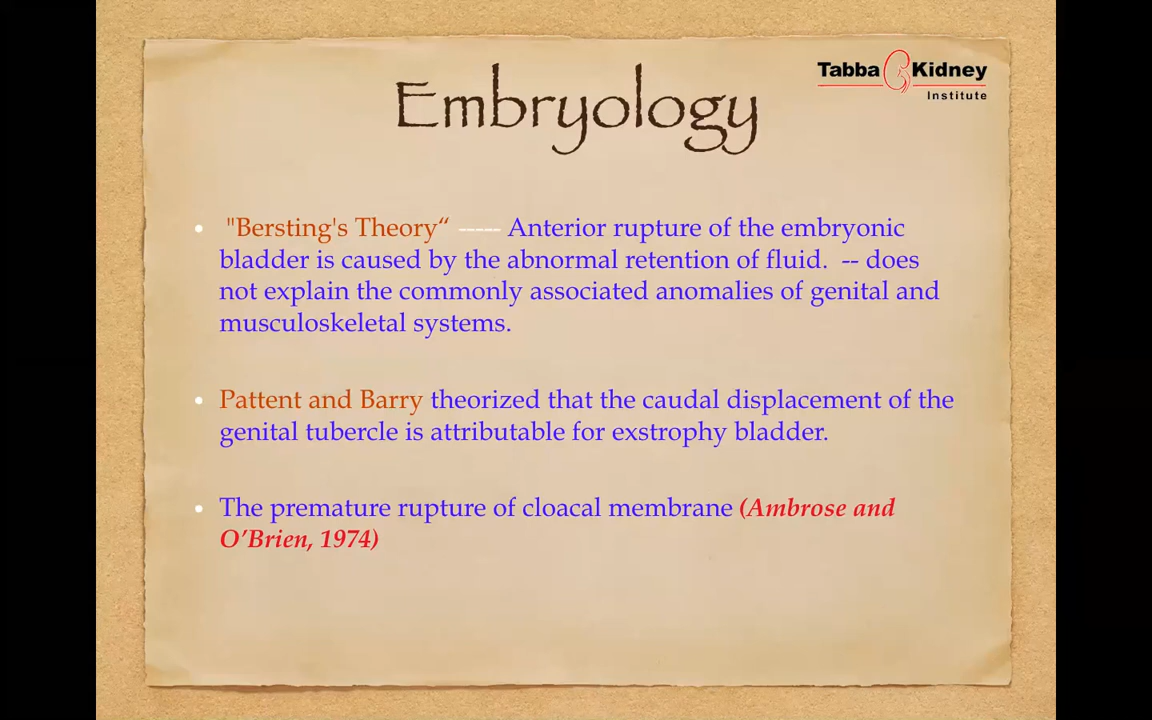 Tabba Kidney
Institute
Embryology
• "Bersting's Theory“ ----- Anterior rupture of the embryonic
bladder is caused by the abnormal retention of fluid.  -- does
not explain the commonly associated anomalies of genital and
musculoskeletal systems.
• Pattent and Barry theorized that the caudal displacement of the
genital tubercle is attributable for exstrophy bladder.
• The premature rupture of cloacal membrane (Ambrose and
O’Brien, 1974)